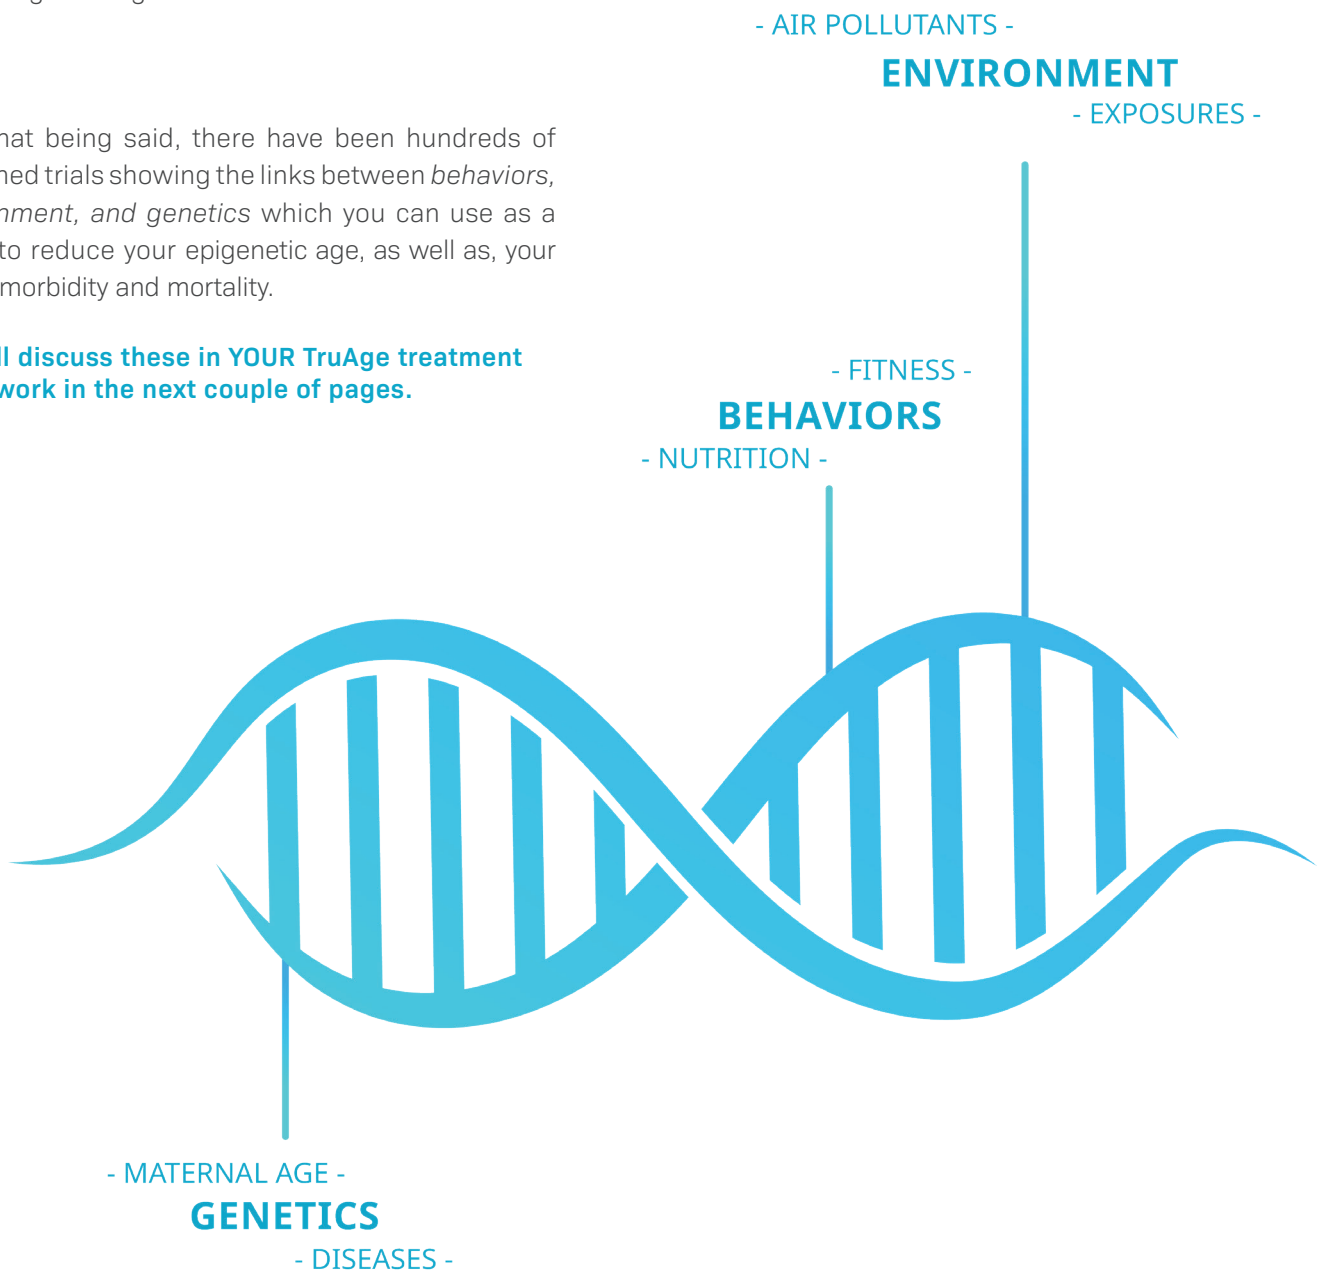 - AIR POLLUTANTS -
ENVIRONMENT
- EXPOSURES -
hat being said, there have been hundreds of
hed trials showing the links between behaviors,
nment, and genetics which you can use as a
to reduce your epigenetic age, as well as, your
morbidity and mortality.
ll discuss these in YOUR TruAge treatment
work in the next couple of pages.
- FITNESS -
BEHAVIORS
- NUTRITION -
- MATERNAL AGE -
GENETICS
- DISEASES -